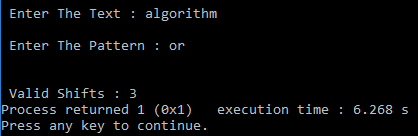 Enter The Text : algorithm
Enter The Pattern : or
Valid Shifts : 3
Process returned 1 (0x1)   execution time : 6.268 s
Press any key to continue.